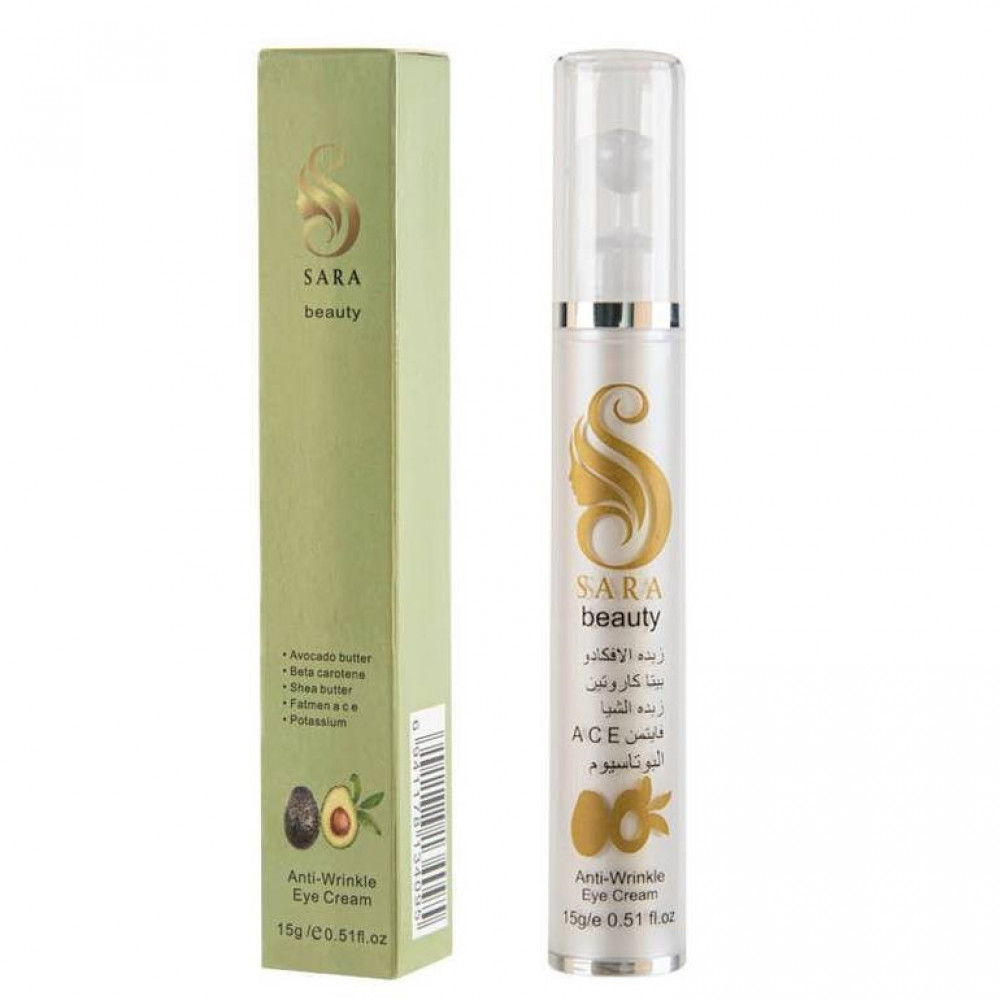 SARA
beauty
• Avocado butter
• Beta carotene
• Shea butter
• Fatmen a c e
• Potassium
Anti-Wrinkle
Eye Cream
15g /e 0.51fl.oz
6941178134095
SARA
beauty
زبده الافكادو
بيتا كاروتين
زبده الشيا
فايتمن A C E
البوتاسيوم
Anti-Wrinkle
Eye Cream
15g/e 0.51 fl.oz